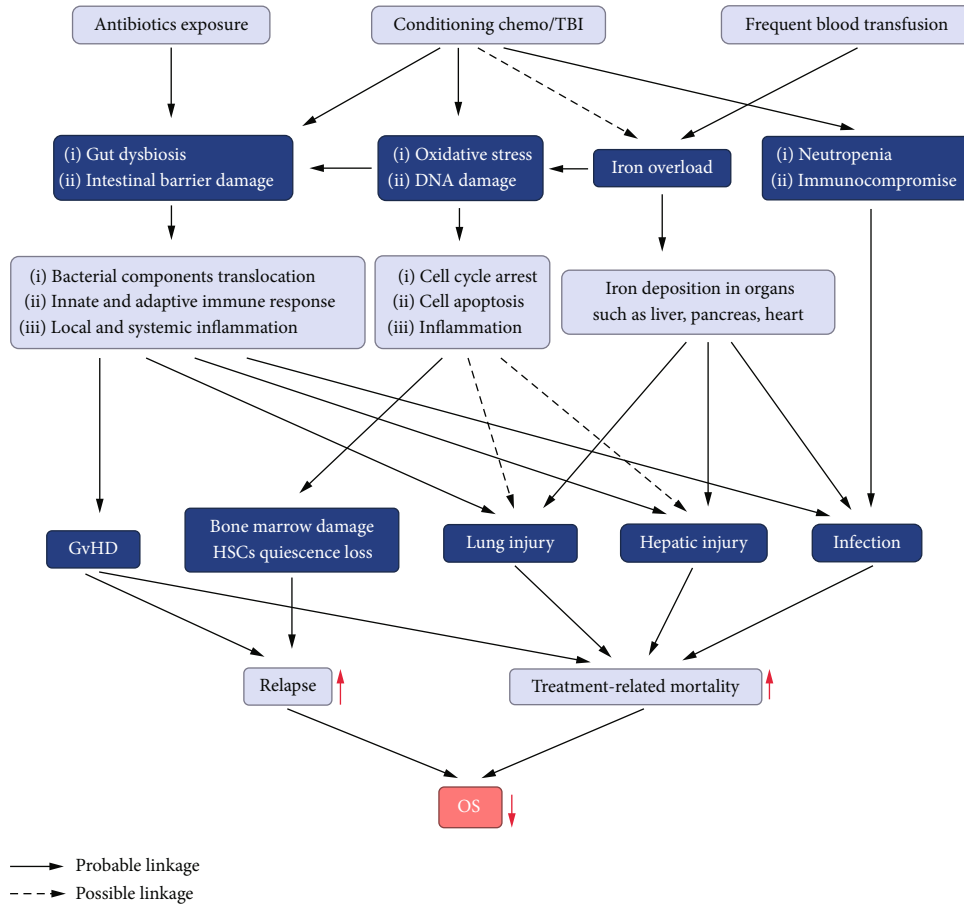 Antibiotics exposure
Conditioning chemo/TBI
Frequent blood transfusion
(i) Gut dysbiosis
(ii) Intestinal barrier damage
(i) Oxidative stress
(ii) DNA damage
Iron overload
(i) Neutropenia
(ii) Immunocompromise
(i) Bacterial components translocation
(ii) Innate and adaptive immune response
(iii) Local and systemic inflammation
(i) Cell cycle arrest
(ii) Cell apoptosis
(iii) Inflammation
Iron deposition in organs
such as liver, pancreas, heart
GvHD
Bone marrow damage
HSCs quiescence loss
Lung injury
Hepatic injury
Infection
Relapse
Treatment-related mortality
OS
Probable linkage
Possible linkage